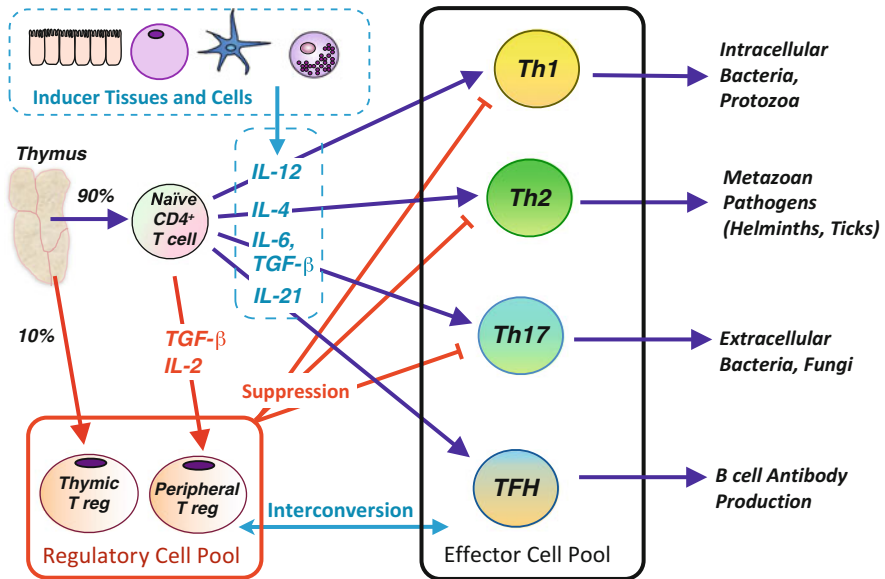 Inducer Tissues and Cells
Thymus
90%
10%
Naïve
CD4+
T cell
IL-12
IL-4
IL-6,
TGF-β
IL-21
TGF-β
IL-2
Suppression
Thymic
T reg
Peripheral
T reg
Regulatory Cell Pool
Interconversion
Th1
Th2
Th17
TFH
Effector Cell Pool
Intracellular
Bacteria,
Protozoa
Metazoan
Pathogens
(Helminths, Ticks)
Extracellular
Bacteria, Fungi
B cell Antibody
Production